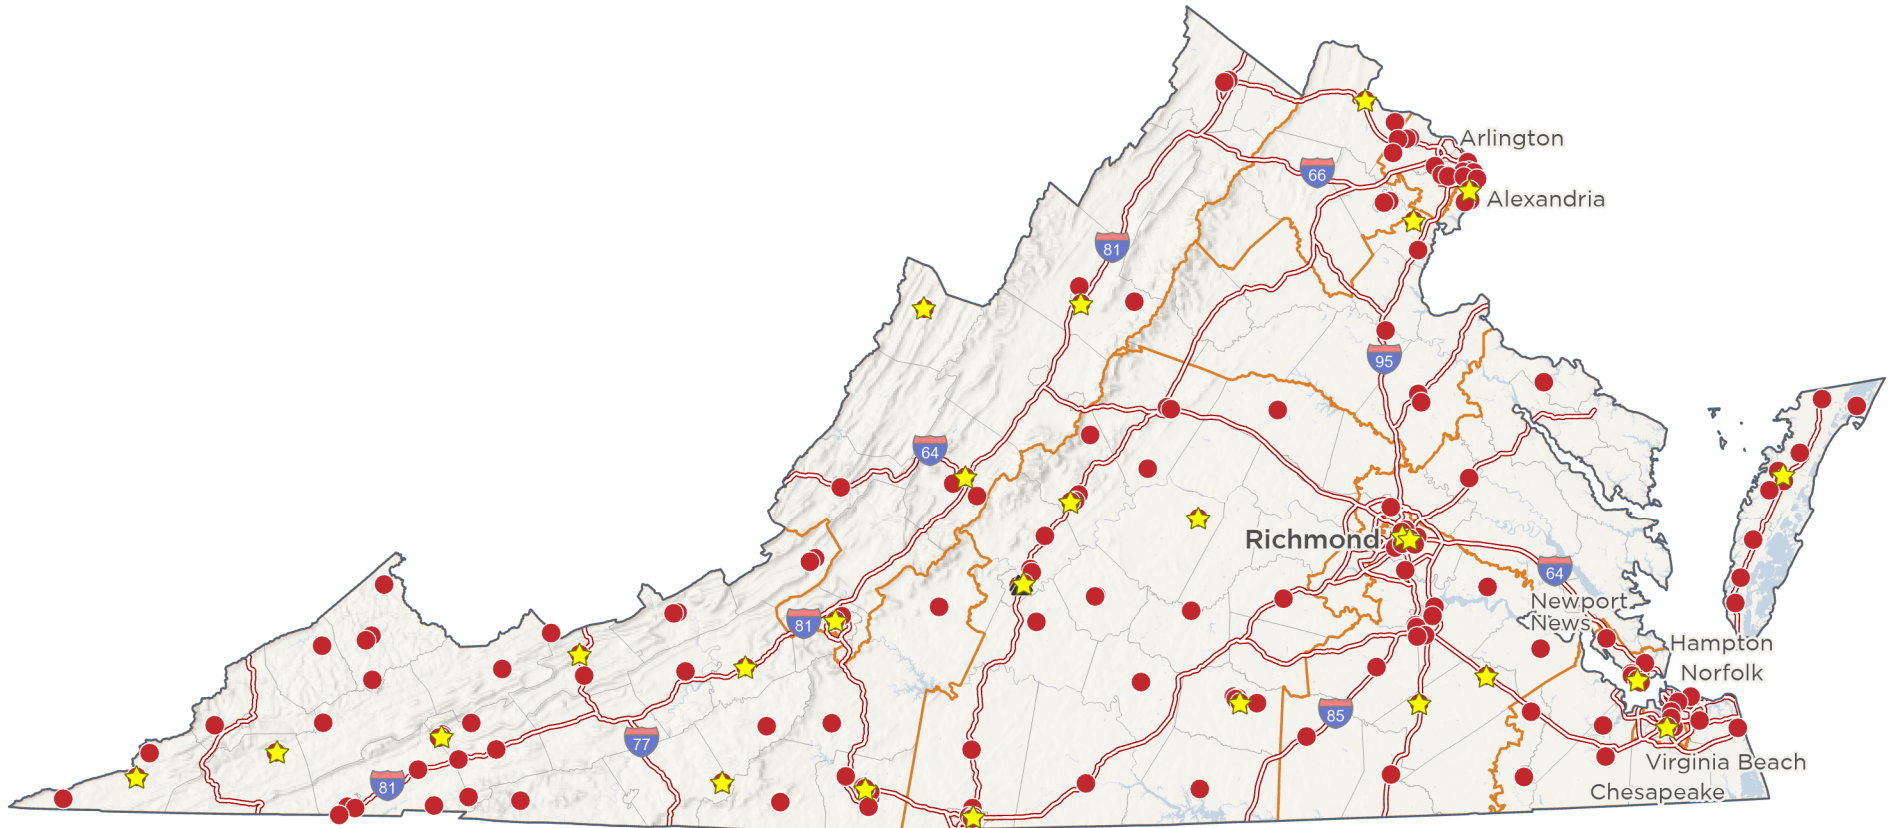 Arlington
66
Alexandria
81
95
64
Richmond
64
Newport
News
81
Hampton
Norfolk
85
77
Virginia Beach
81
Chesapeake